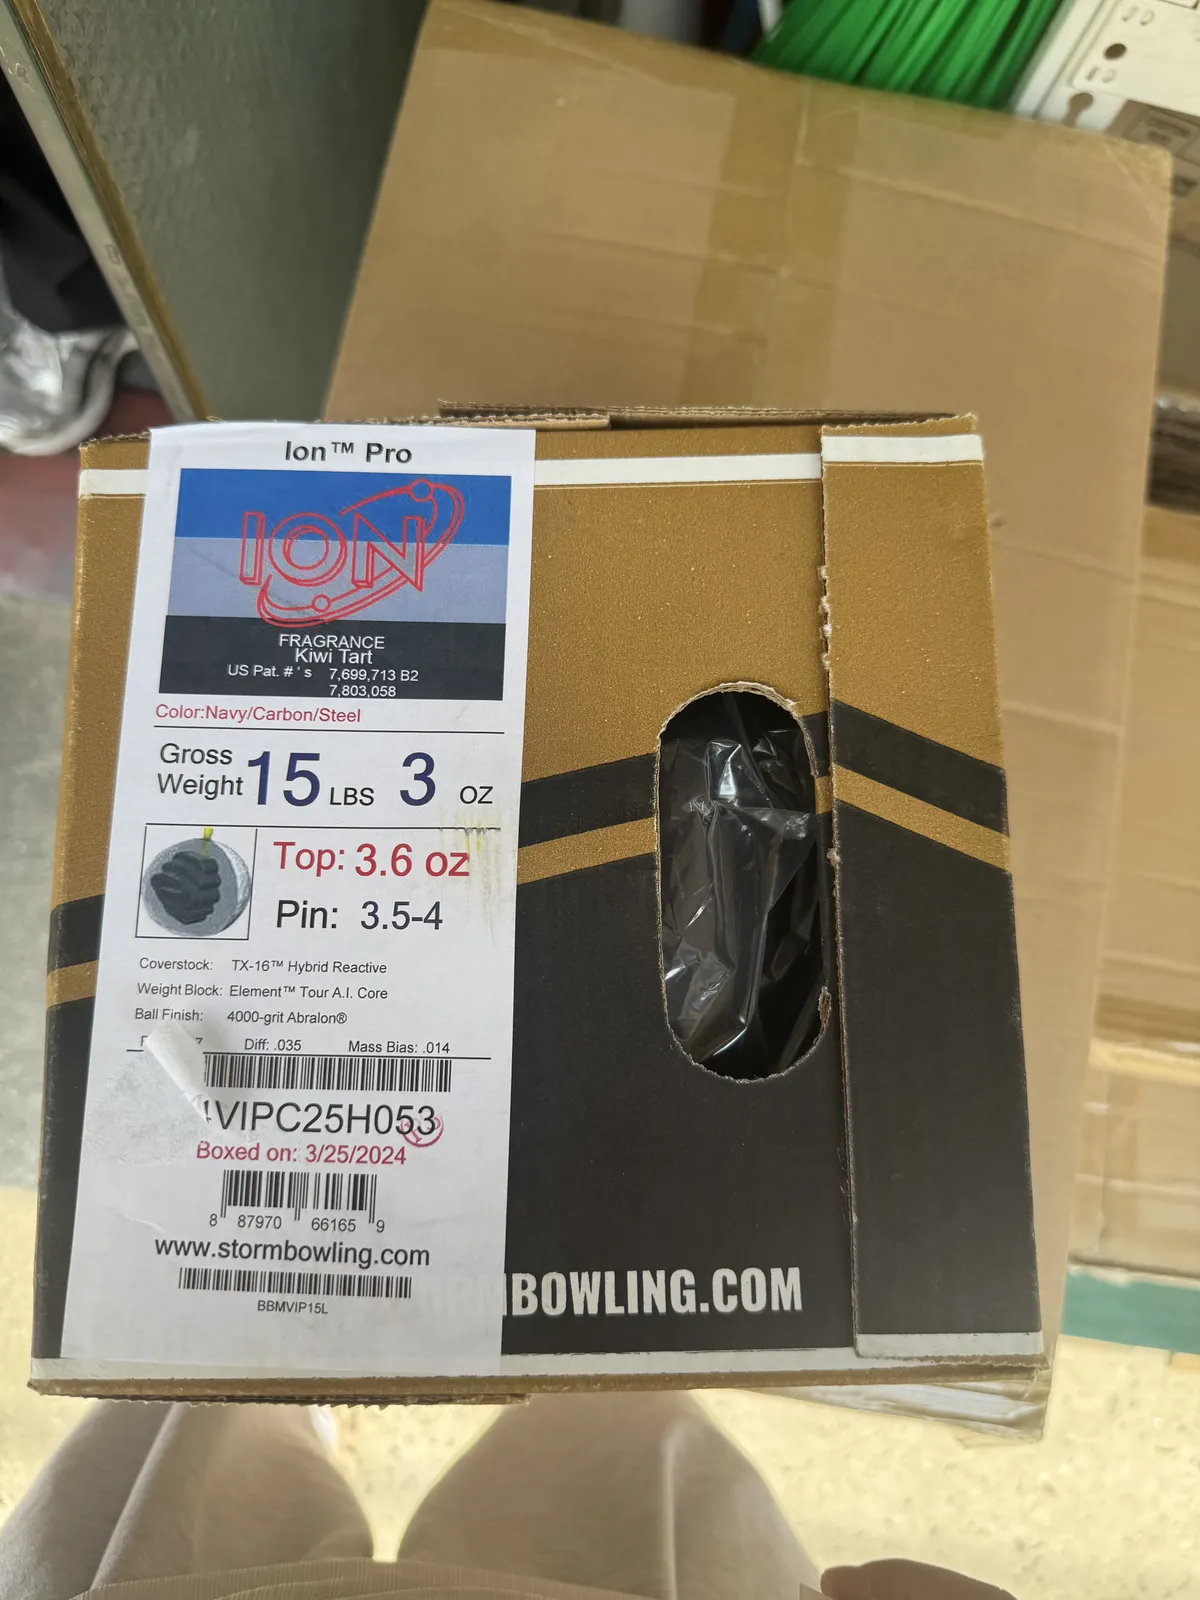 Ion™ Pro
ION
FRAGRANCE
Kiwi Tart
US Pat. # ' s 7,699,713 B2
7,803,058
Color:Navy/Carbon/Steel
Gross
Weight 15 LBS 3 OZ
Top: 3.6 oz
Pin: 3.5-4
Coverstock: TX-16™ Hybrid Reactive
Weight Block: Element™ Tour A.I. Core
Ball Finish: 4000-grit Abralon®
Diff: .035 Mass Bias: .014
VIPC25H053
Boxed on: 3/25/2024
8 87970 66165 9
www.stormbowling.com
BBMVIP15L
BOWLING.COM